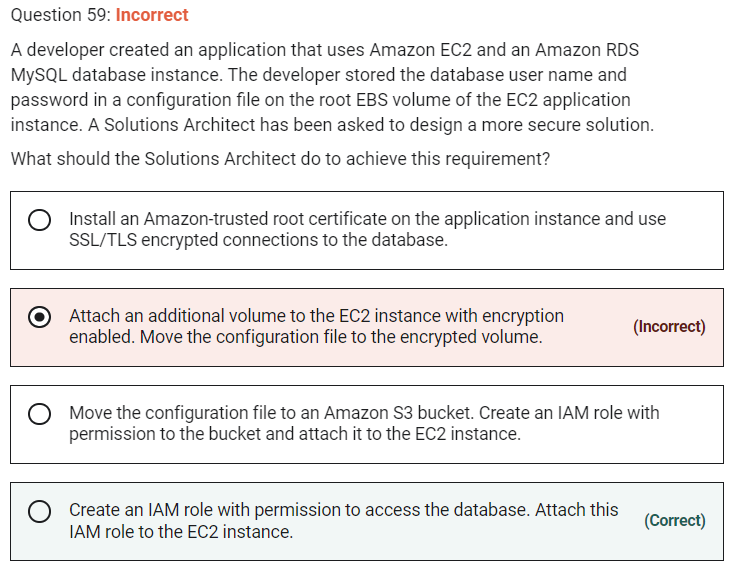 Question 59: Incorrect
A developer created an application that uses Amazon EC2 and an Amazon RDS
MySQL database instance. The developer stored the database user name and
password in a configuration file on the root EBS volume of the EC2 application
instance. A Solutions Architect has been asked to design a more secure solution.
What should the Solutions Architect do to achieve this requirement?
Install an Amazon-trusted root certificate on the application instance and use
SSL/TLS encrypted connections to the database.
Attach an additional volume to the EC2 instance with encryption
enabled. Move the configuration file to the encrypted volume.
(Incorrect)
Move the configuration file to an Amazon S3 bucket. Create an IAM role with
permission to the bucket and attach it to the EC2 instance.
Create an IAM role with permission to access the database. Attach this
IAM role to the EC2 instance.
(Correct)